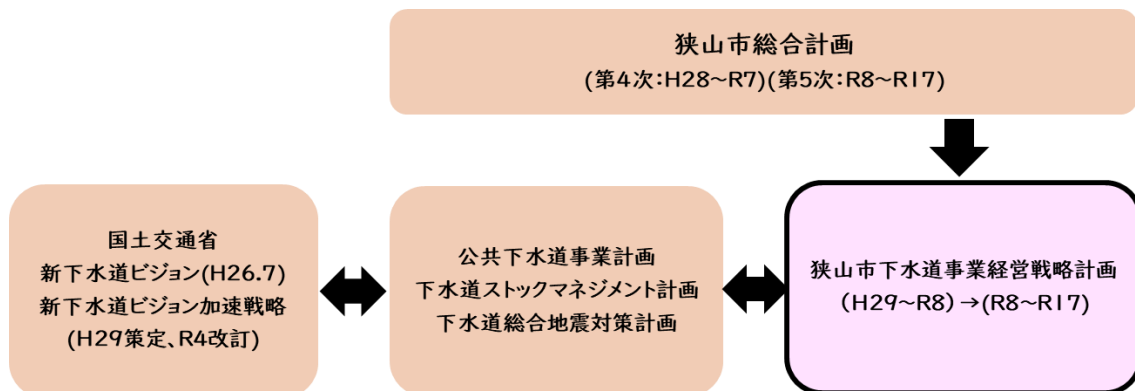 狭山市総合計画
(第4次:H28～R7)(第5次:R8～R17)
国土交通省
新下水道ビジョン(H26.7)
新下水道ビジョン加速戦略
(H29策定、R4改訂)
公共下水道事業計画
下水道ストックマネジメント計画
下水道総合地震対策計画
狭山市下水道事業経営戦略計画
(H29～R8)→(R8～R17)